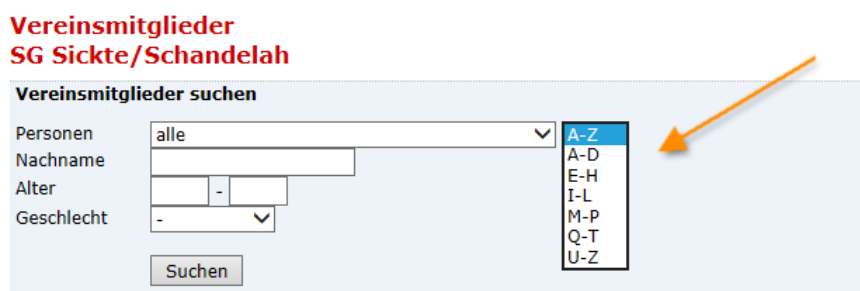 Vereinsmitglieder
SG Sickte/Schandelah
Vereinsmitglieder suchen
Personen alle A-Z
A-D
Nachname
E-H
Alter -
I-L
M-P
Geschlecht -
Q-T
U-Z
Suchen